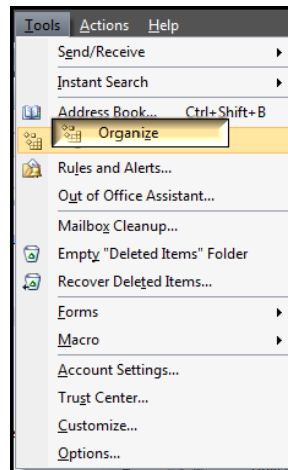 Tools Actions Help
Send/Receive
Instant Search
Address Book... Ctrl+Shift+B
Organize
Rules and Alerts...
Out of Office Assistant...
Mailbox Cleanup...
Empty "Deleted Items" Folder
Recover Deleted Items...
Forms
Macro
Account Settings...
Trust Center...
Customize...
Options...